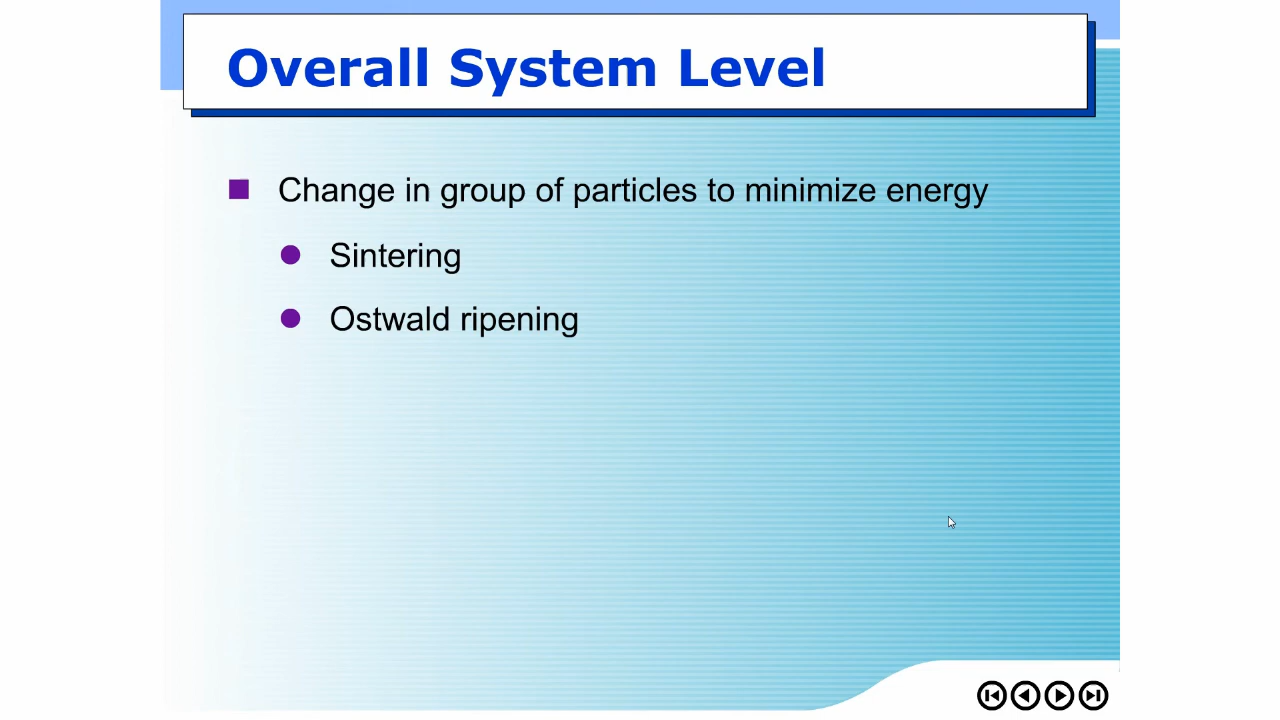 Overall System Level
Change in group of particles to minimize energy
Sintering
Ostwald ripening